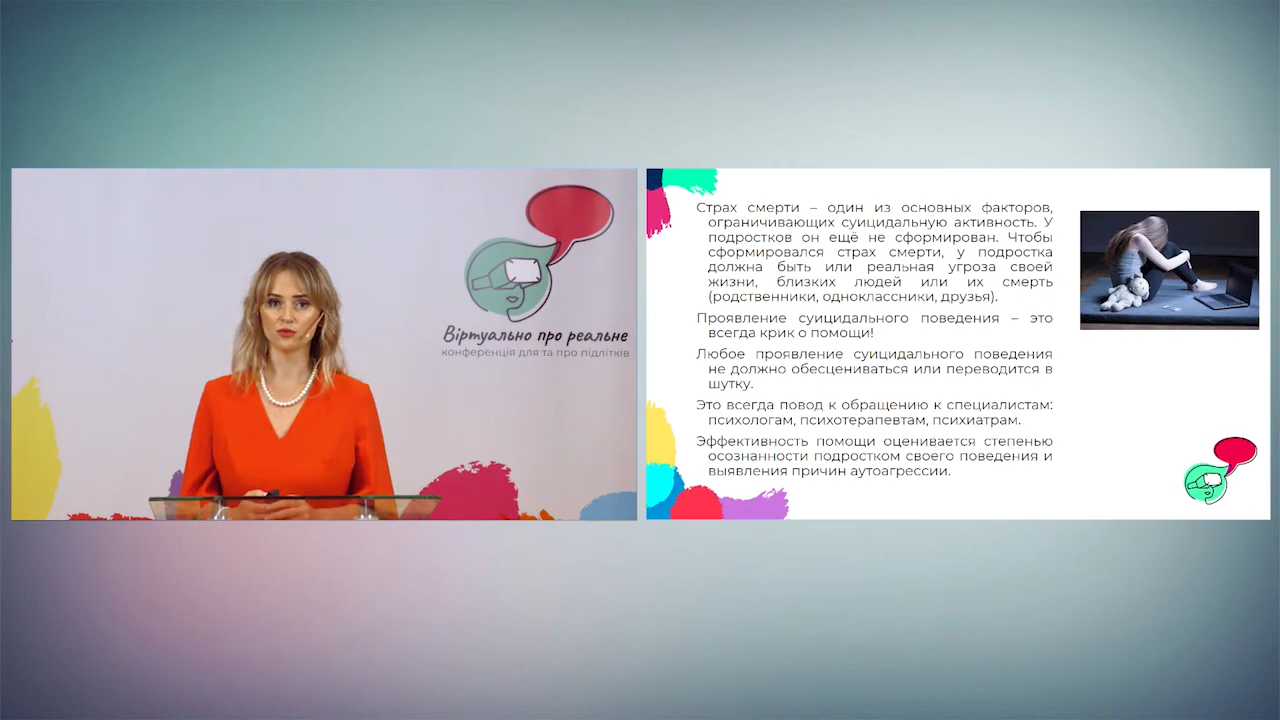 Віртуально про реальне
конференція для та про підлітків
Страх смерти – один из основных факторов,
ограничивающих суицидальную активность. У
подростков он ещё не сформирован. Чтобы
сформировался страх смерти, у подростка
должна быть или реальная угроза своей
жизни, близких людей или их смерть
(родственники, одноклассники, друзья).
Проявление суицидального поведения – это
всегда крик о помощи!
Любое проявление суицидального поведения
не должно обесцениваться или переводится в
шутку.
Это всегда повод к обращению к специалистам:
психологам, психотерапевтам, психиатрам.
Эффективность помощи оценивается степенью
осознанности подростком своего поведения и
выявления причин аутоагрессии.